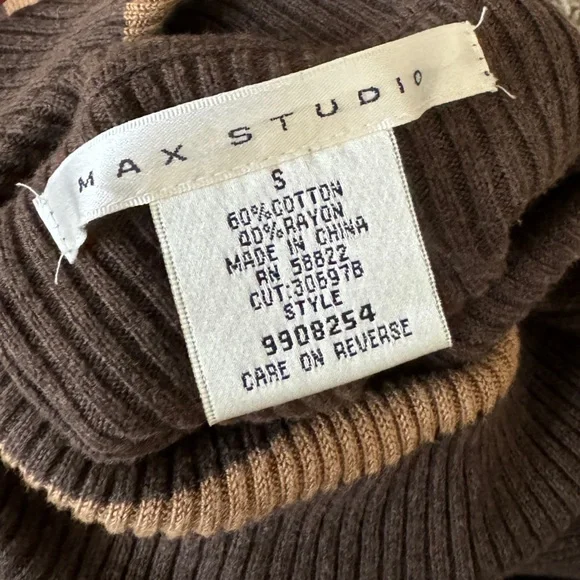 MAX STUDIO
S
60%COTTON
40%RAYON
MADE IN CHINA
RN 58822
CUT:30697B
STYLE
9908254
CARE ON REVERSE